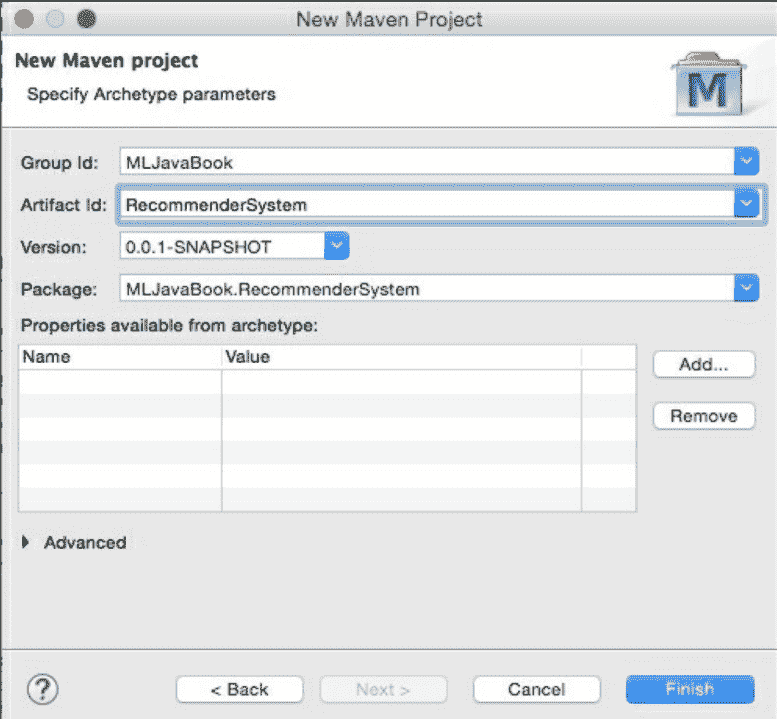 New Maven Project
New Maven project
Specify Archetype parameters
M
Group Id: MLJavaBook
Artifact Id: RecommenderSystem
Version: 0.0.1-SNAPSHOT
Package: MLJavaBook.RecommenderSystem
Properties available from archetype:
Name Value
Add...
Remove
Advanced
? < Back Next > Cancel Finish